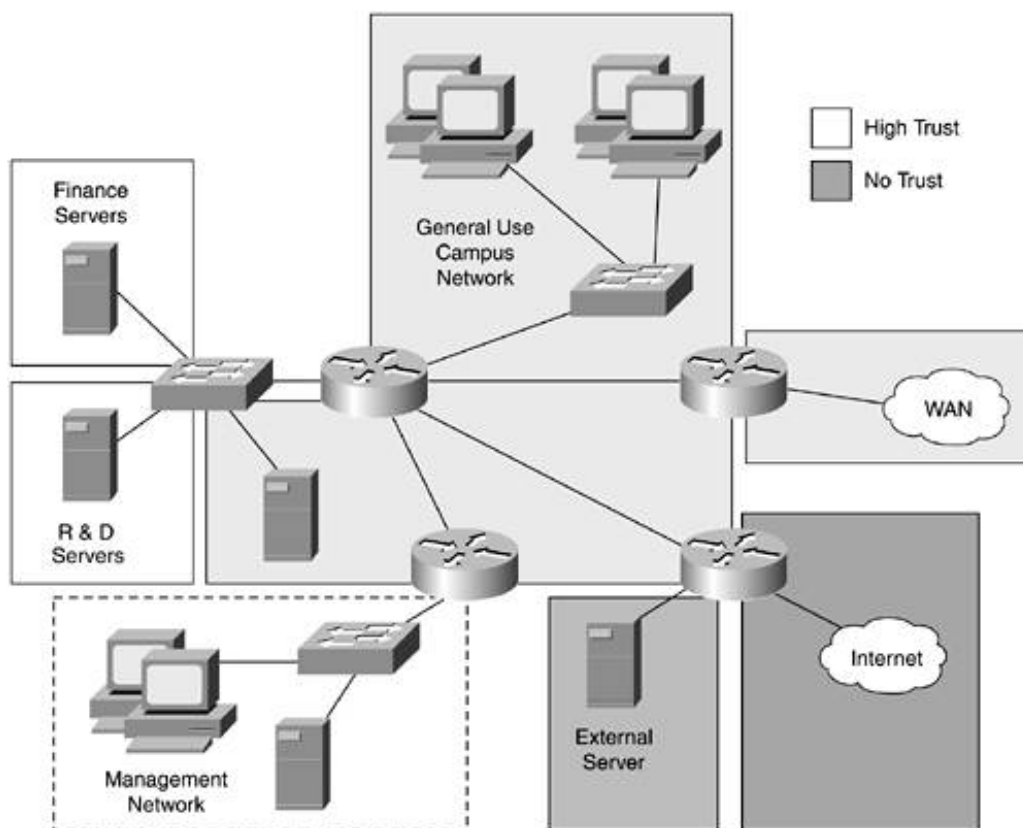 High Trust
No Trust
Finance
Servers
General Use
Campus
Network
WAN
R & D
Servers
Internet
External
Server
Management
Network